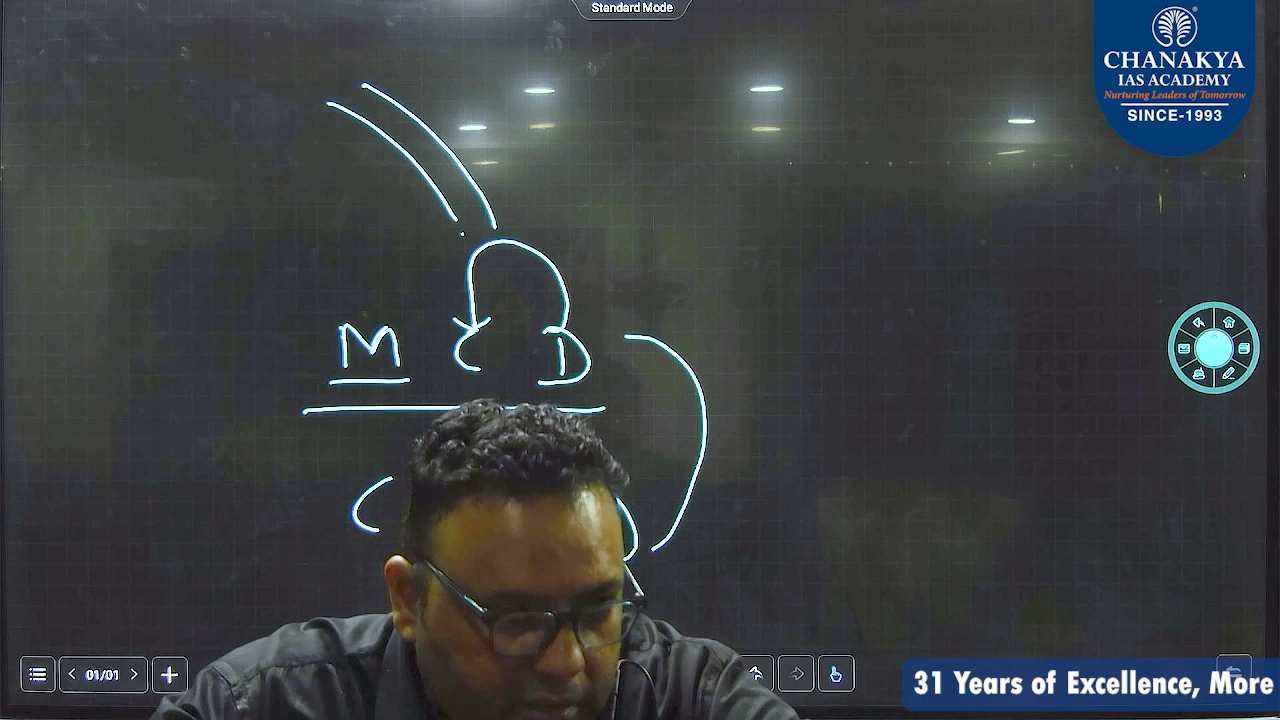 Standard Mode
CHANAKYA
IAS ACADEMY
Nurturing Leaders of Tomorrow
SINCE-1993
M C D
C
01/01
31 Years of Excellence, More